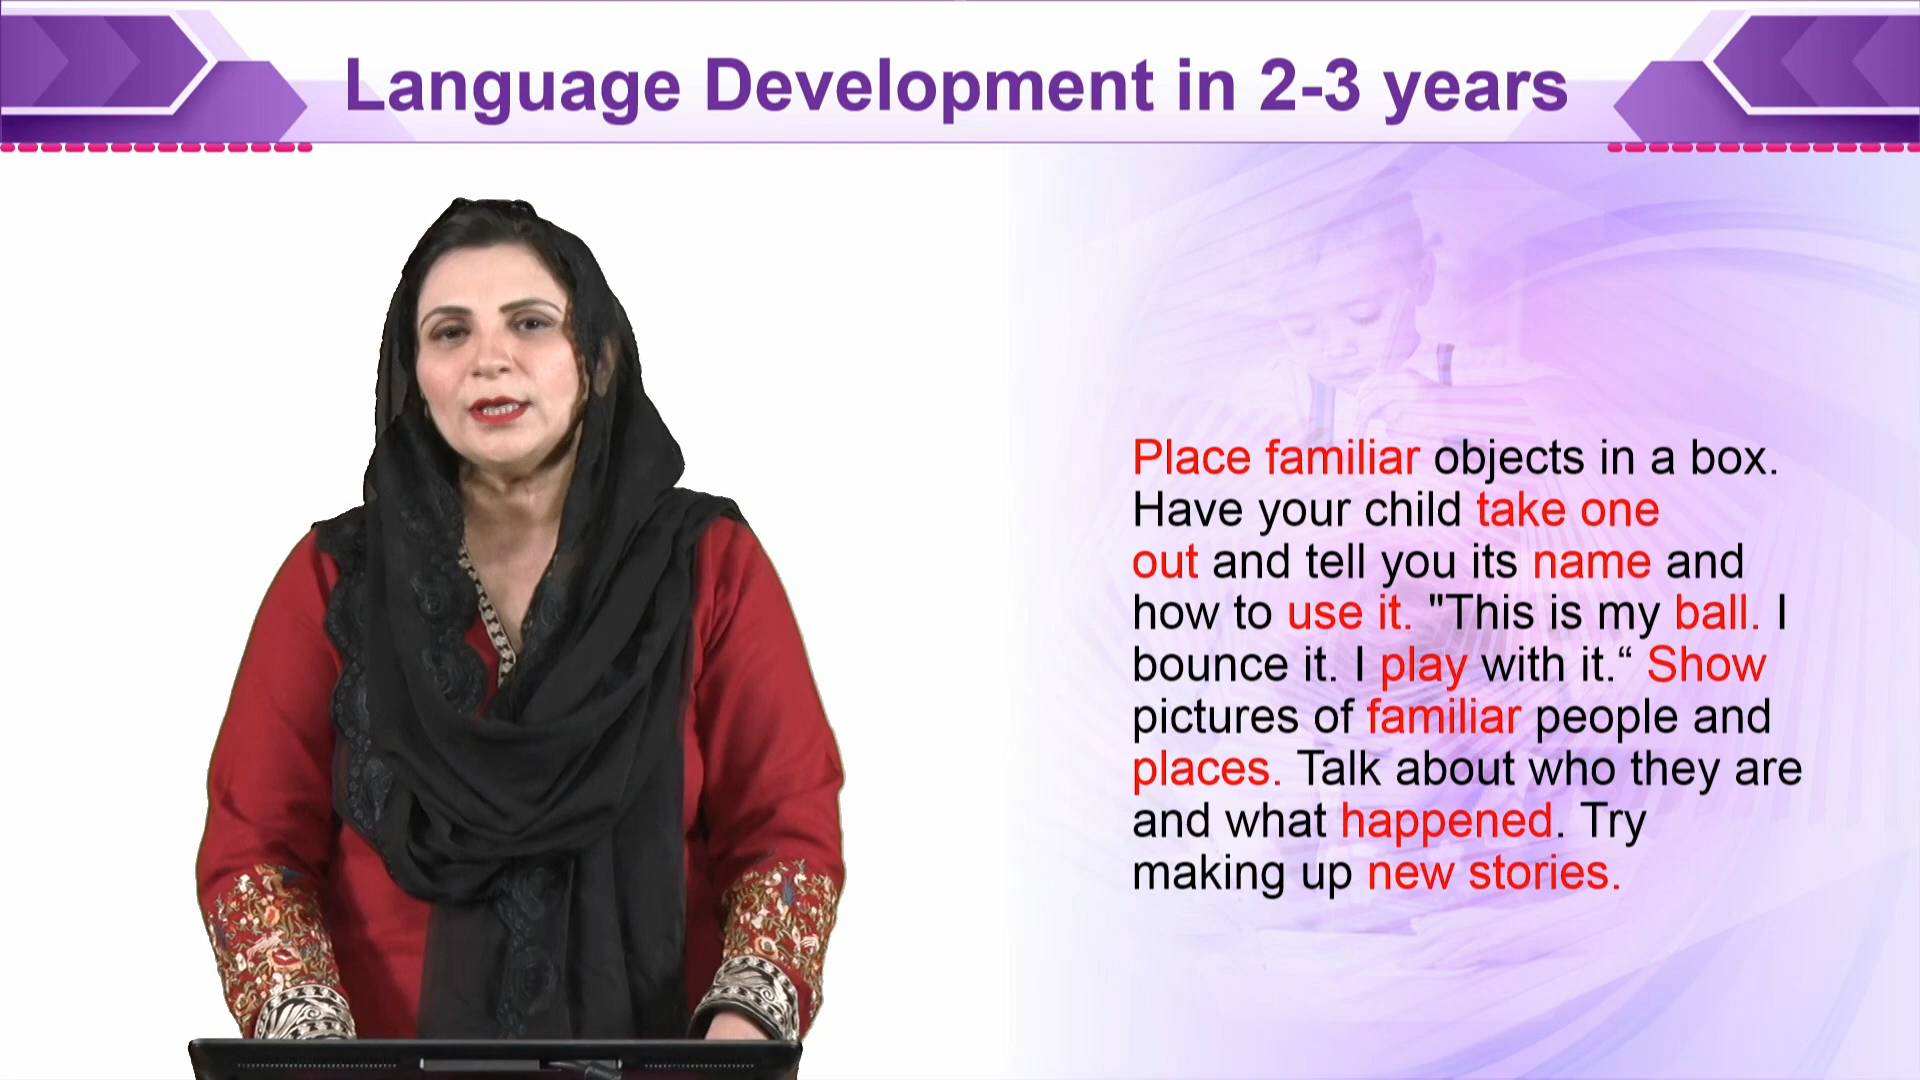 Language Development in 2-3 years
Place familiar objects in a box.
Have your child take one
out and tell you its name and
how to use it. "This is my ball. I
bounce it. I play with it.“ Show
pictures of familiar people and
places. Talk about who they are
and what happened. Try
making up new stories.